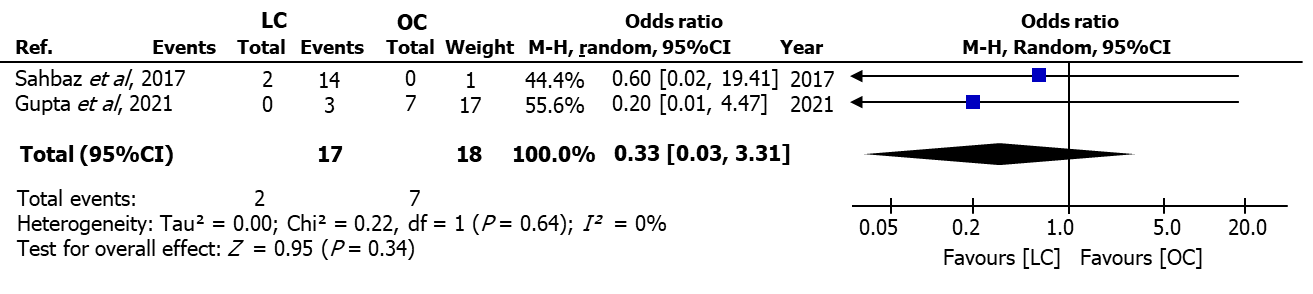 LC OC Odds ratio Odds ratio
Ref. Events Total Events Total Weight M-H, random, 95%CI Year M-H, Random, 95%CI
Sahbaz et al, 2017 2 14 0 1 44.4% 0.60 [0.02, 19.41] 2017
Gupta et al, 2021 0 3 7 17 55.6% 0.20 [0.01, 4.47] 2021
Total (95%CI) 17 18 100.0% 0.33 [0.03, 3.31]
Total events: 2 7
Heterogeneity: Tau² = 0.00; Chi² = 0.22, df = 1 (P = 0.64); I² = 0%
Test for overall effect: Z = 0.95 (P = 0.34)
0.05 0.2 1.0 5.0 20.0
Favours [LC] Favours [OC]